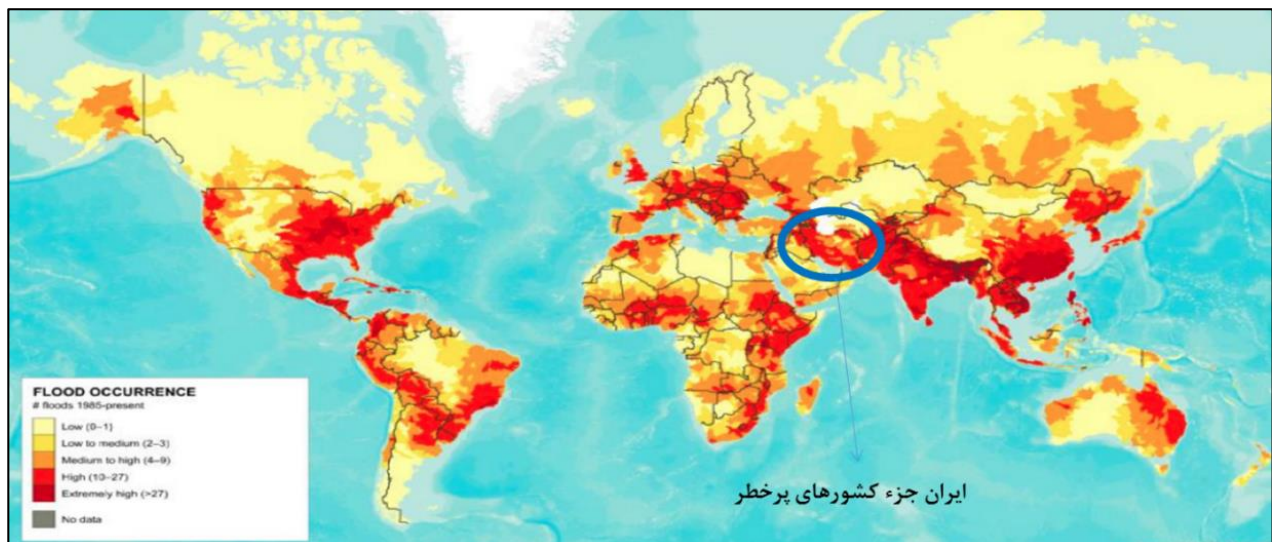 FLOOD OCCURRENCE
# floods 1985-present
Low (0–1)
Low to medium (2–3)
Medium to high (4–9)
High (10–27)
Extremely high (>27)
No data
ایران جزء کشورهای پرخطر